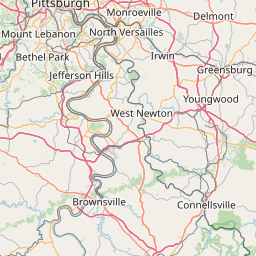 Pittsburgh
Monroeville
Delmont
Mount Lebanon
North Versailles
Bethel Park
Irwin
Jefferson Hills
Greensburg
Youngwood
West Newton
Brownsville
Connellsville